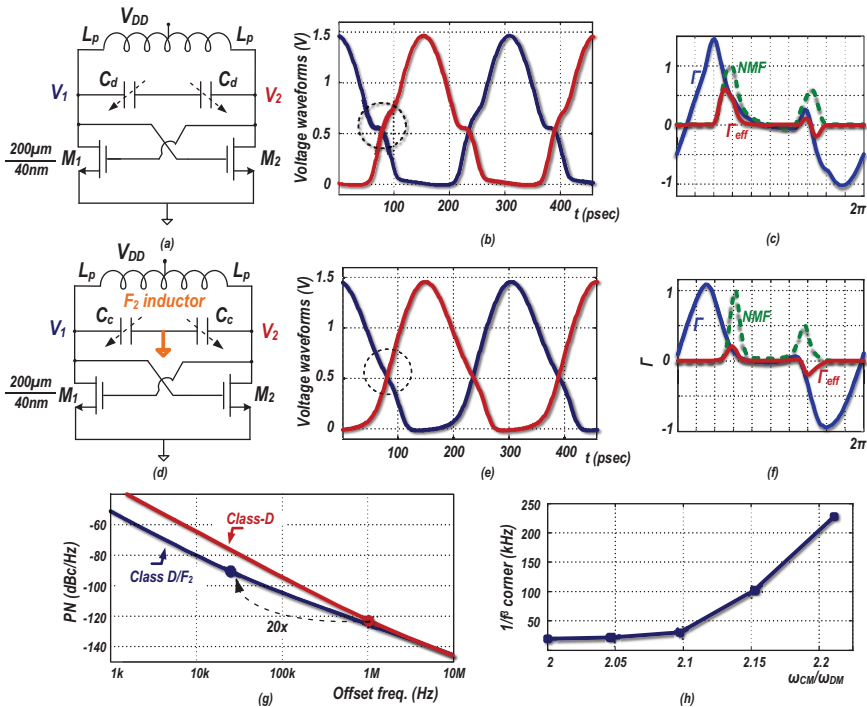 V_DD
L_p L_p
C_d C_d
V_1 V_2
200μm/40nm M_1 M_2
(a)
Voltage waveforms (V)
1.5
1
0.5
0
100 200 300 400
t (psec)
(b)
1
0
-1
Γ NMF
Γ_eff
2π
(c)
V_DD
L_p L_p
F_2 inductor
C_c C_c
V_1 V_2
200μm/40nm M_1 M_2
(d)
Voltage waveforms (V)
1.5
1
0.5
0
100 200 300 400
t (psec)
(e)
Γ
1
0
-1
Γ NMF
Γ_eff
2π
(f)
PN (dBc/Hz)
-60
-80
-100
-120
-140
Class-D
Class D/F_2
20x
1k 10k 100k 1M 10M
Offset freq. (Hz)
(g)
1/f³ corner (kHz)
250
200
150
100
50
2 2.05 2.1 2.15 2.2
ω_CM/ω_DM
(h)